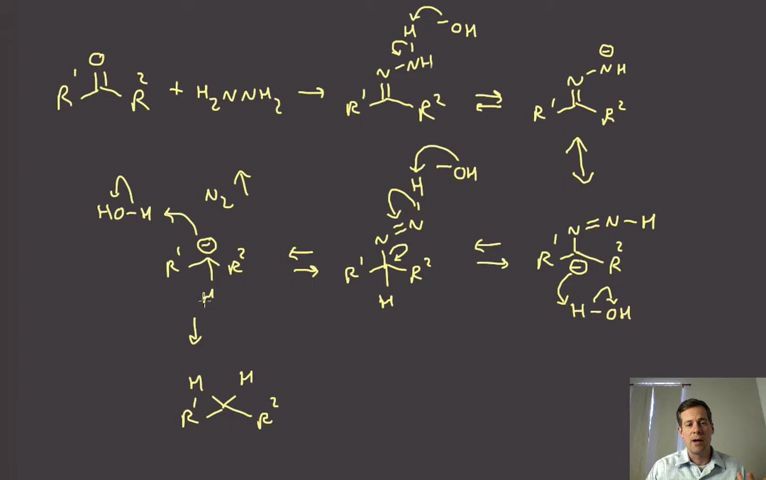 H -OH
O
R¹ R² + H₂NNH₂ → N-NH R¹ R² ⇌ ⊖ N-NH R¹ R²
H -OH
HO-H N₂ ↑
⊖ R¹ R² H ⇌ N=N R¹ R² H ⇌ N=N-H R¹ R² ⊖
H-OH
H H
R¹ R²